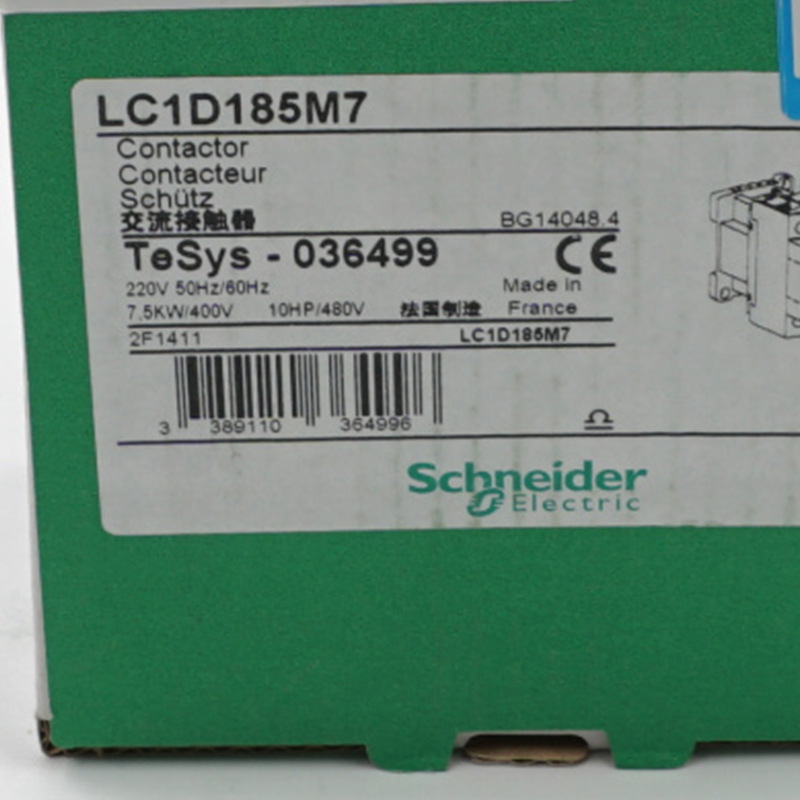 LC1D185M7
Contactor
Contacteur
Schütz
交流接触器 BG14048.4
TeSys - 036499 CE
220V 50Hz/60Hz Made in
7,5KW/400V 10HP/480V 法国制造 France
2F1411 LC1D185M7
3 389110 364996
Schneider
Electric